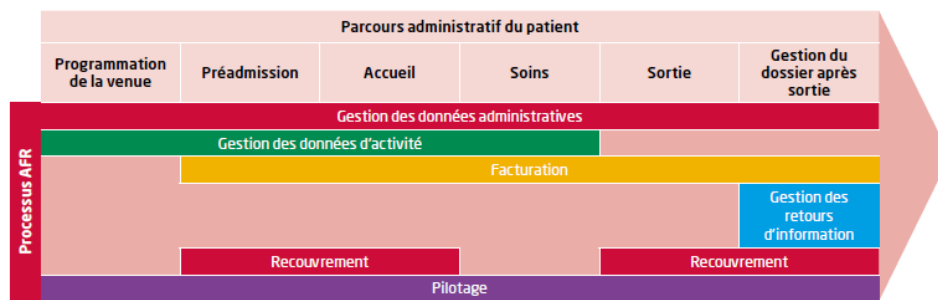 Parcours administratif du patient
Programmation
de la venue
Préadmission
Accueil
Soins
Sortie
Gestion du
dossier après
sortie
Processus AFR
Gestion des données administratives
Gestion des données d'activité
Facturation
Gestion des
retours
d'information
Recouvrement
Recouvrement
Pilotage